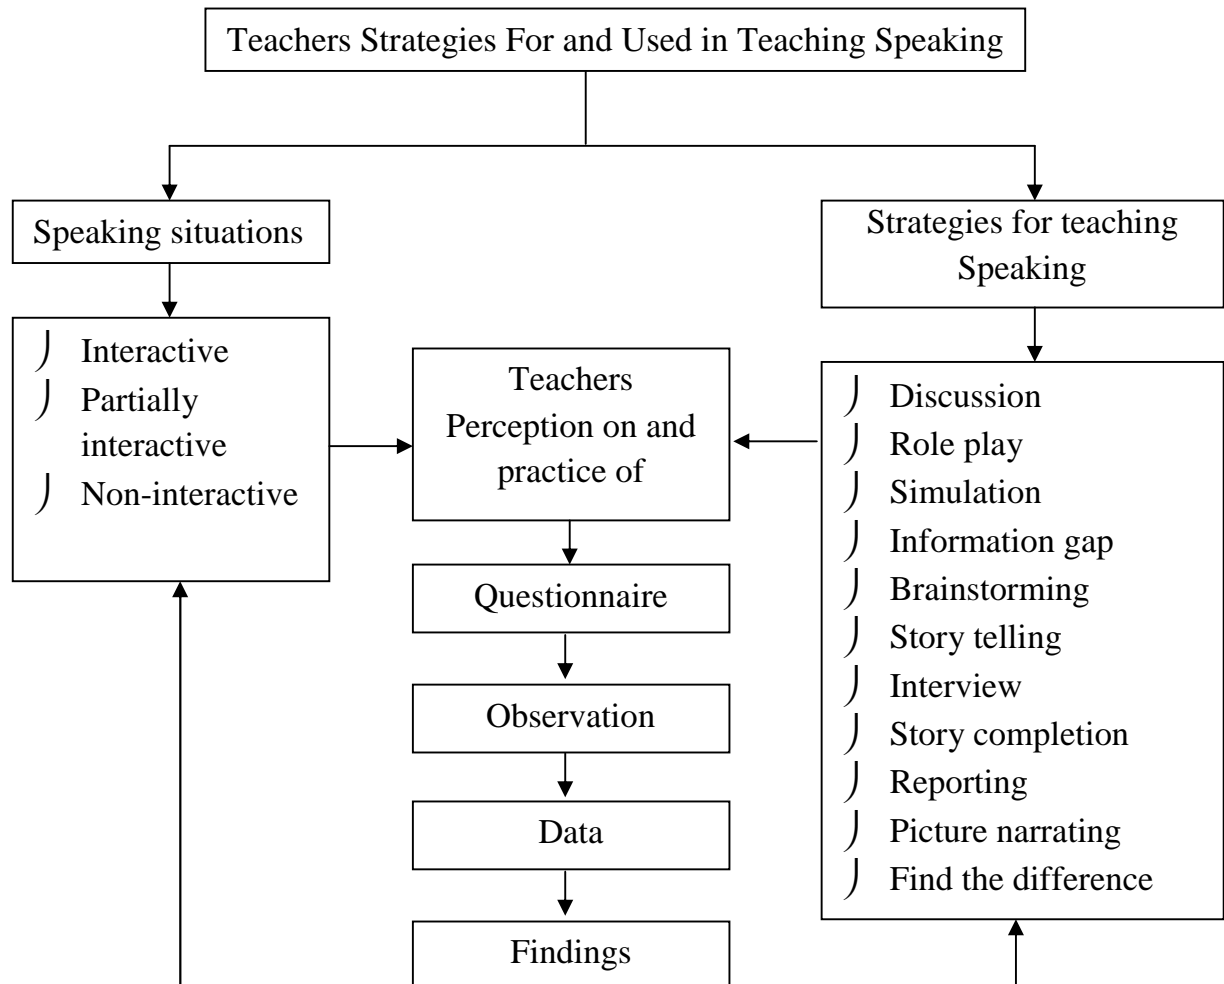 Teachers Strategies For and Used in Teaching Speaking
Speaking situations
Interactive
Partially
interactive
Non-interactive
Teachers
Perception on and
practice of
Questionnaire
Observation
Data
Findings
Strategies for teaching
Speaking
Discussion
Role play
Simulation
Information gap
Brainstorming
Story telling
Interview
Story completion
Reporting
Picture narrating
Find the difference